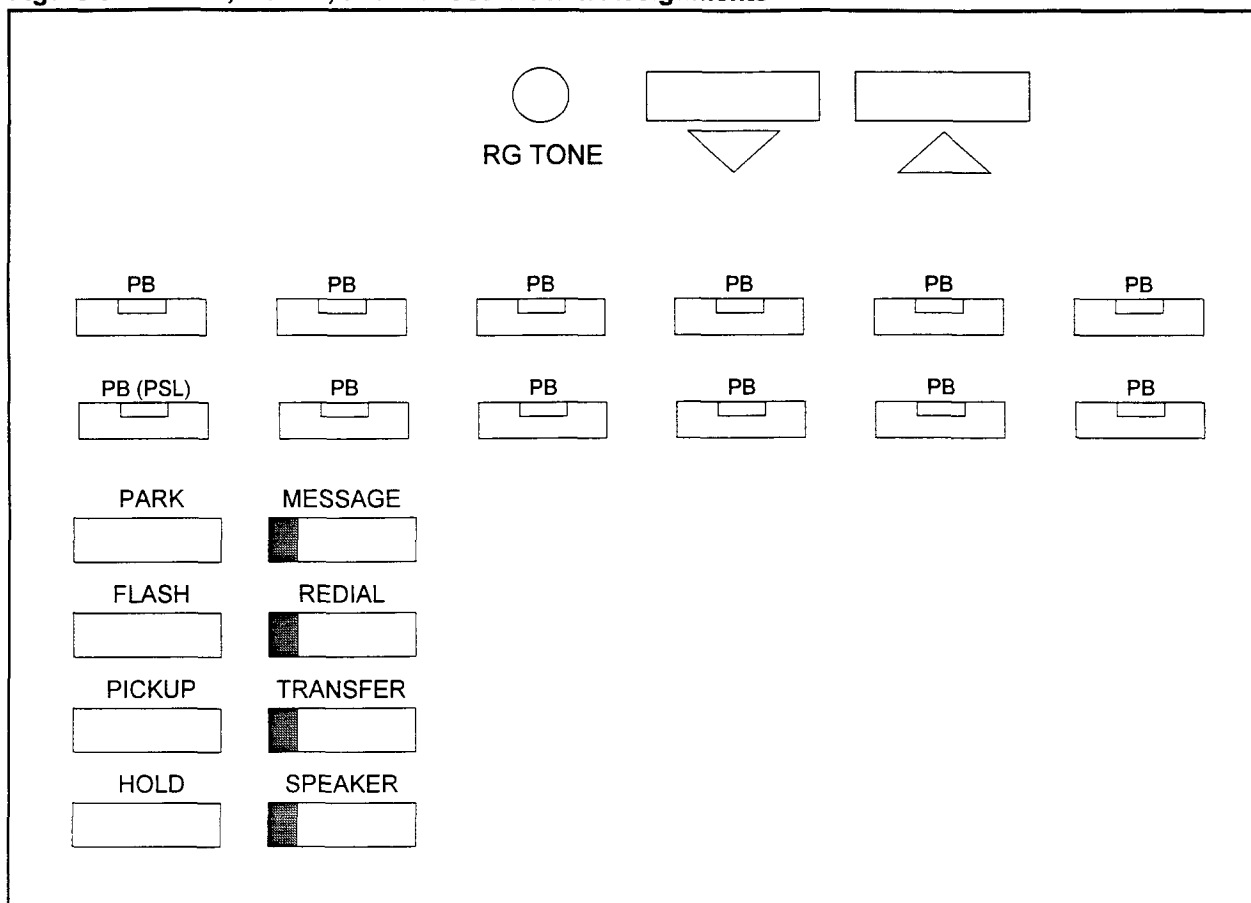 RG TONE
PB PB PB PB PB PB
PB (PSL) PB PB PB PB PB
PARK MESSAGE
FLASH REDIAL
PICKUP TRANSFER
HOLD SPEAKER